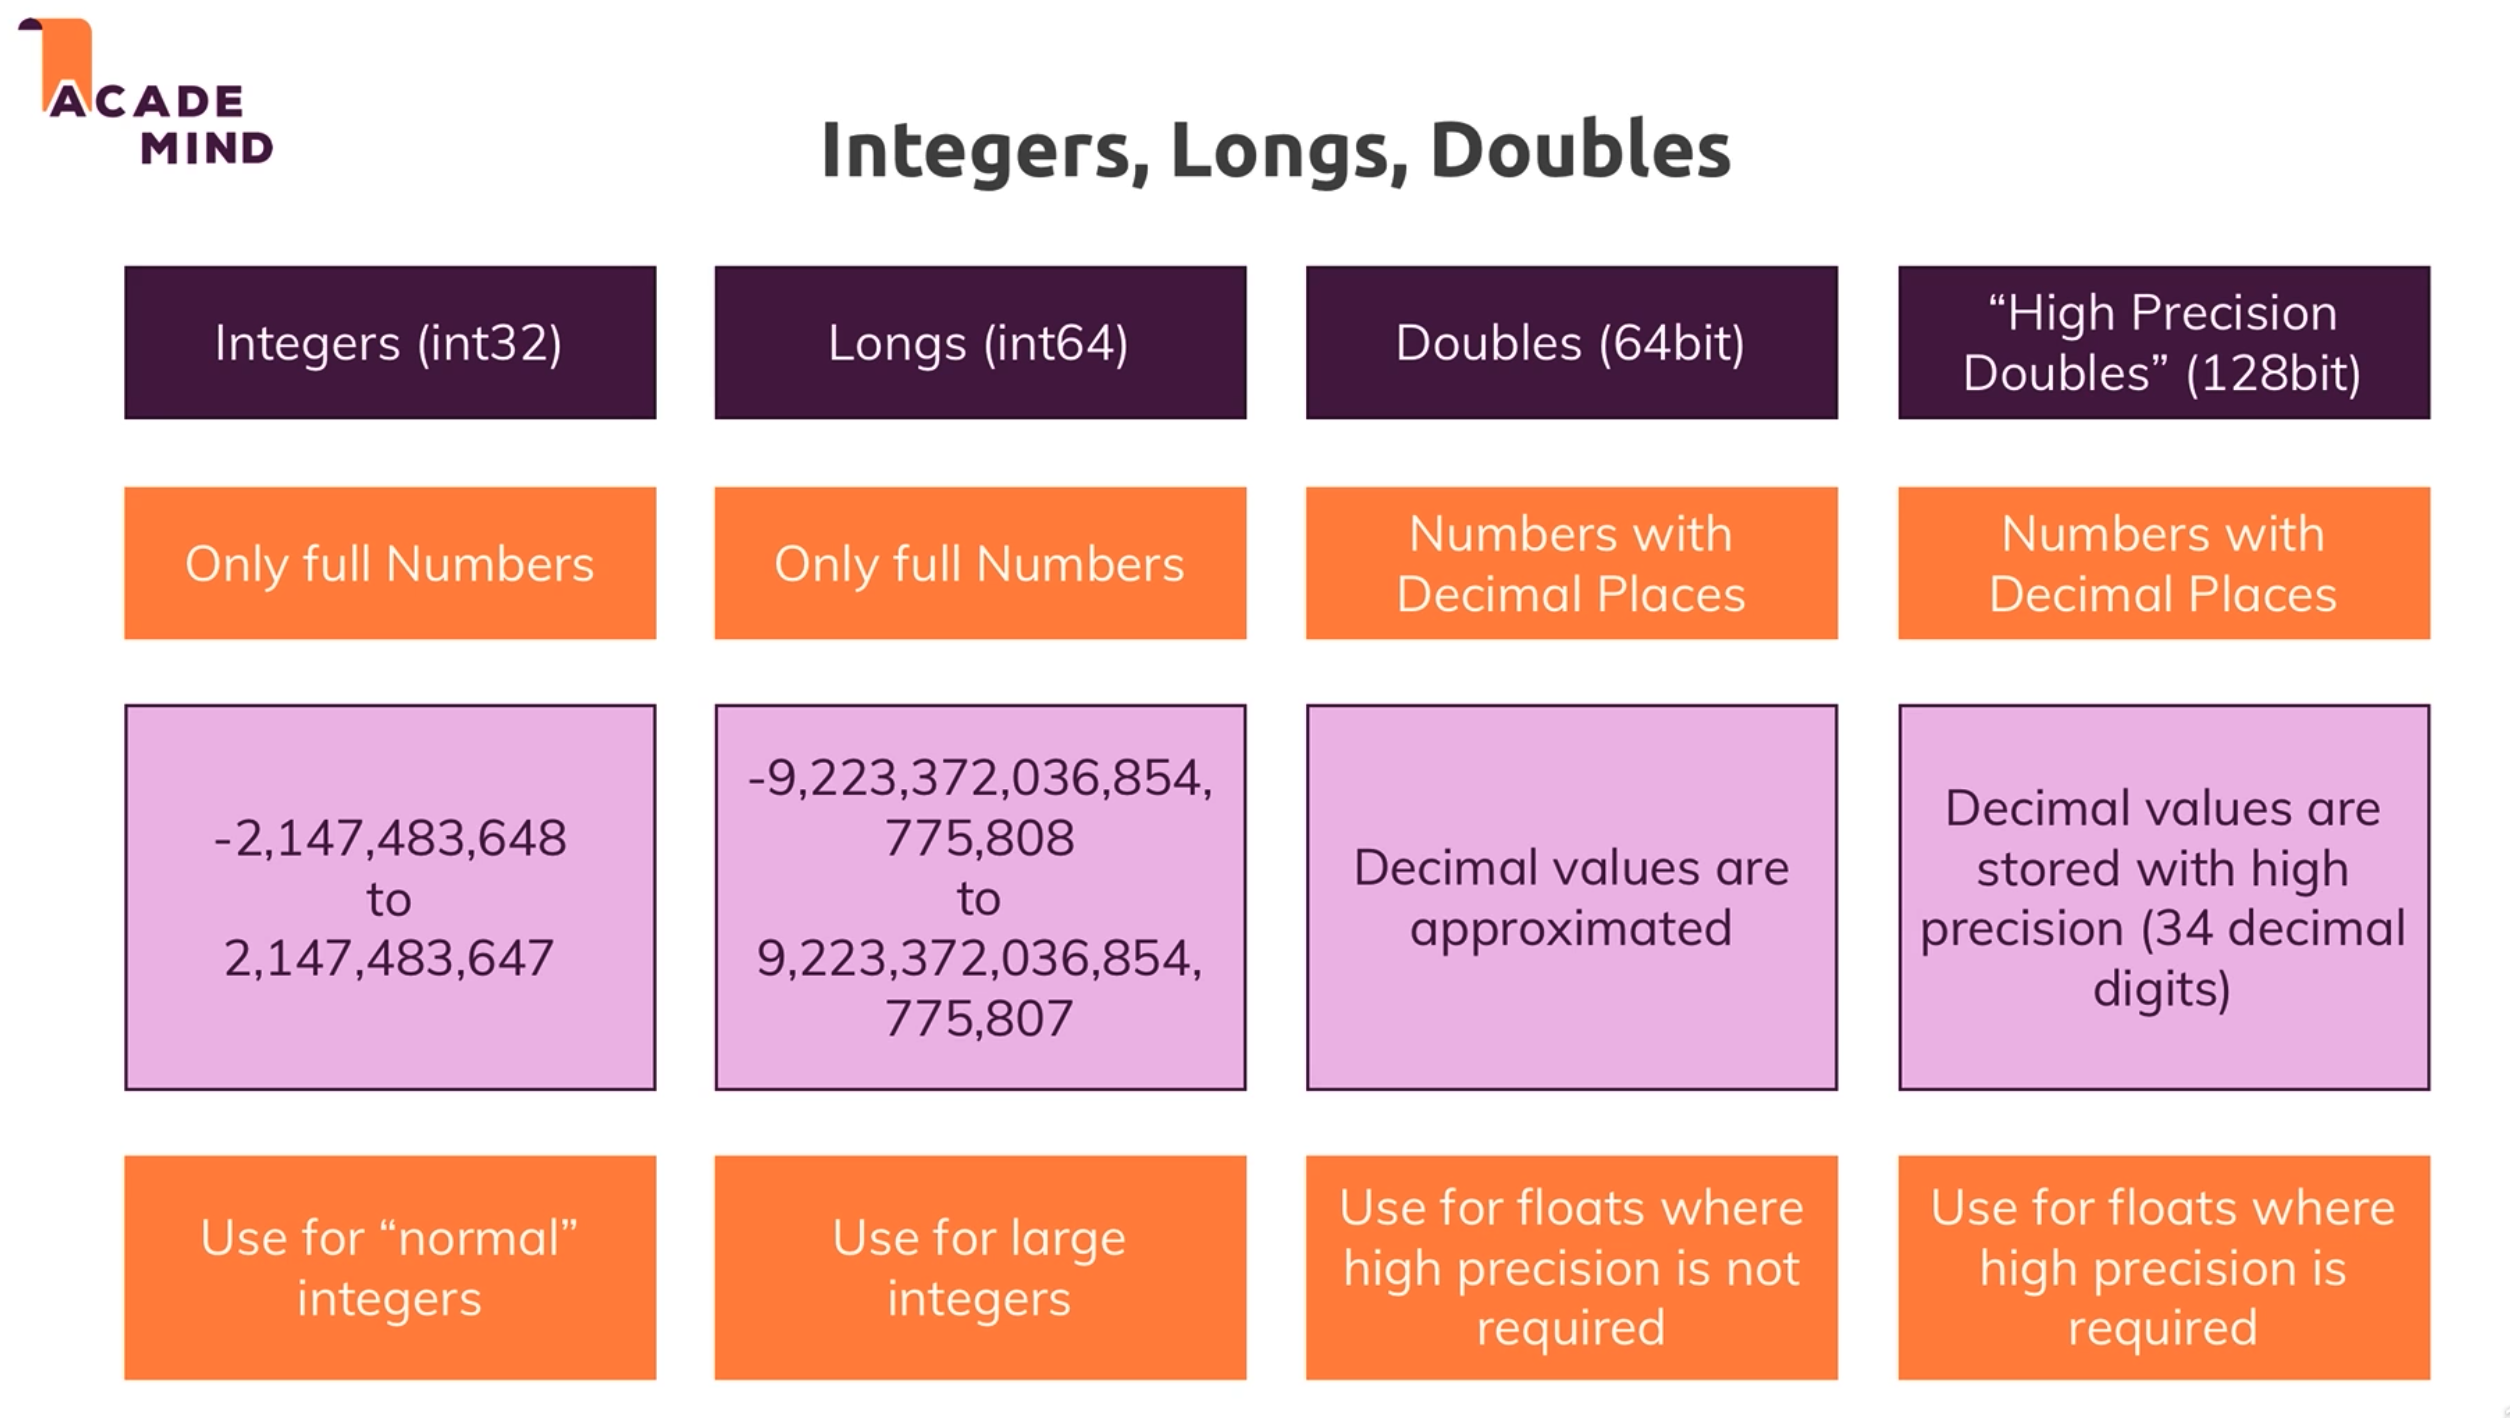 ACADE
MIND
Integers, Longs, Doubles
Integers (int32)
Longs (int64)
Doubles (64bit)
“High Precision
Doubles” (128bit)
Only full Numbers
Only full Numbers
Numbers with
Decimal Places
Numbers with
Decimal Places
-2,147,483,648
to
2,147,483,647
-9,223,372,036,854,
775,808
to
9,223,372,036,854,
775,807
Decimal values are
approximated
Decimal values are
stored with high
precision (34 decimal
digits)
Use for “normal”
integers
Use for large
integers
Use for floats where
high precision is not
required
Use for floats where
high precision is
required